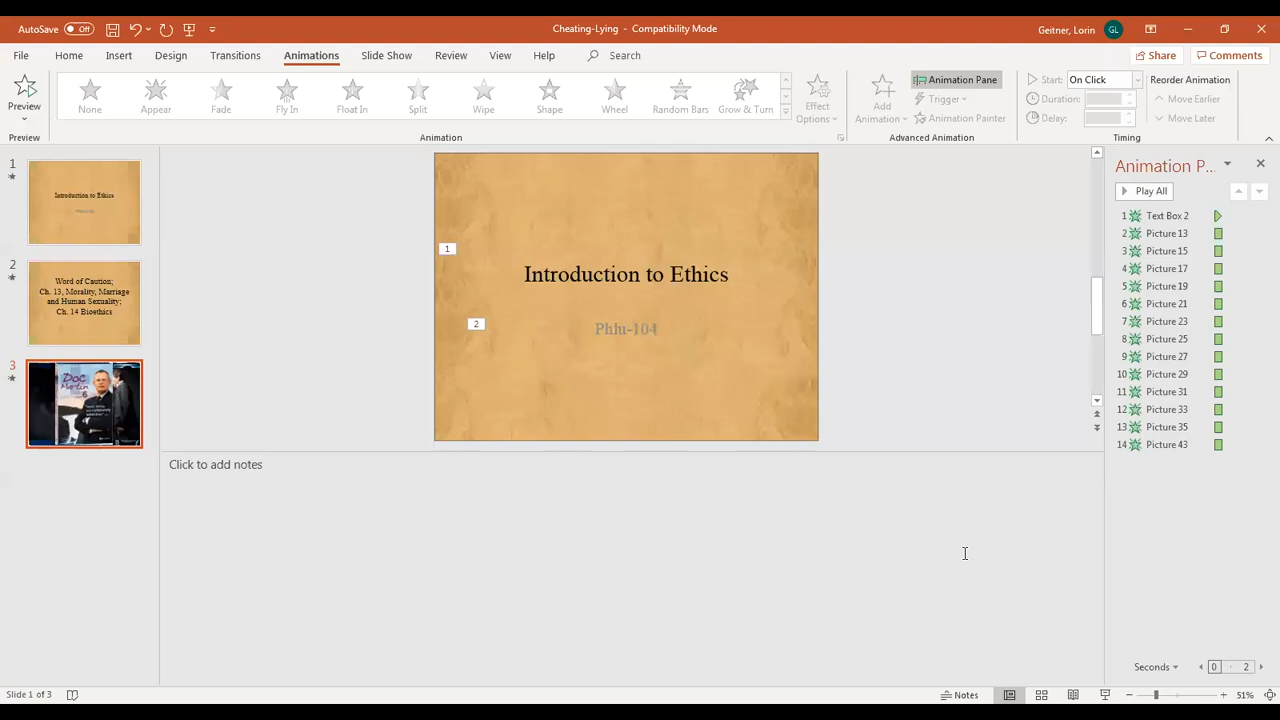 AutoSave Off
Cheating-Lying - Compatibility Mode
Geitner, Lorin GL
File Home Insert Design Transitions Animations Slide Show Review View Help Search
Share Comments
Preview
None Appear Fade Fly In Float In Split Wipe Shape Wheel Random Bars Grow & Turn
Effect Options
Add Animation
Animation Pane
Trigger
Animation Painter
Start: On Click
Duration:
Delay:
Reorder Animation
Move Earlier
Move Later
Preview Animation Advanced Animation Timing
1
Introduction to Ethics
2
Word of Caution;
Ch. 13, Morality, Marriage
and Human Sexuality;
Ch. 14 Bioethics
3
Doc
Martin
6
1
Introduction to Ethics
2
Phlu-104
Click to add notes
Animation P...
Play All
1 Text Box 2
2 Picture 13
3 Picture 15
4 Picture 17
5 Picture 19
6 Picture 21
7 Picture 23
8 Picture 25
9 Picture 27
10 Picture 29
11 Picture 31
12 Picture 33
13 Picture 35
14 Picture 43
Seconds 0 2
Slide 1 of 3
Notes
51%